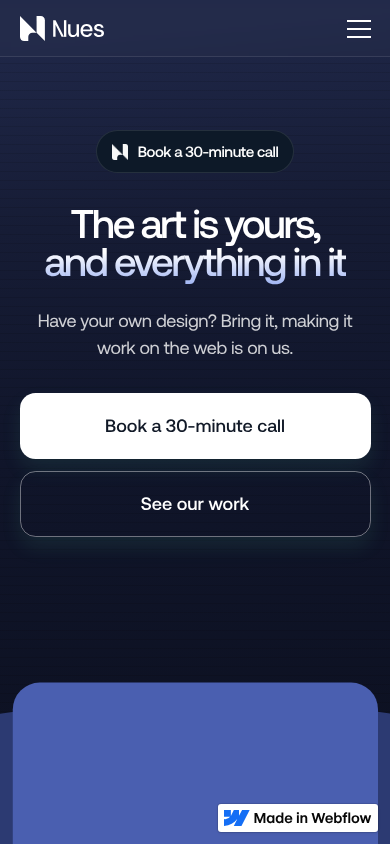 Nues
Book a 30-minute call
The art is yours,
and everything in it
Have your own design? Bring it, making it
work on the web is on us.
Book a 30-minute call
See our work
Made in Webflow